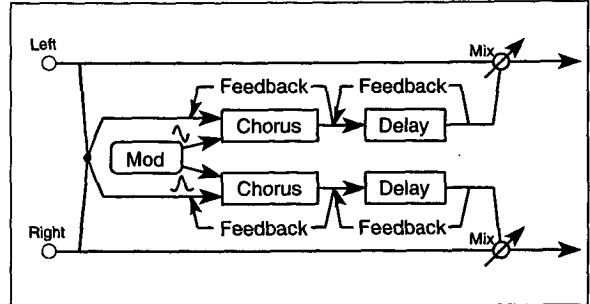 Left
Mix
Feedback
Feedback
Chorus
Delay
Mod
Chorus
Delay
Feedback
Feedback
Right
Mix